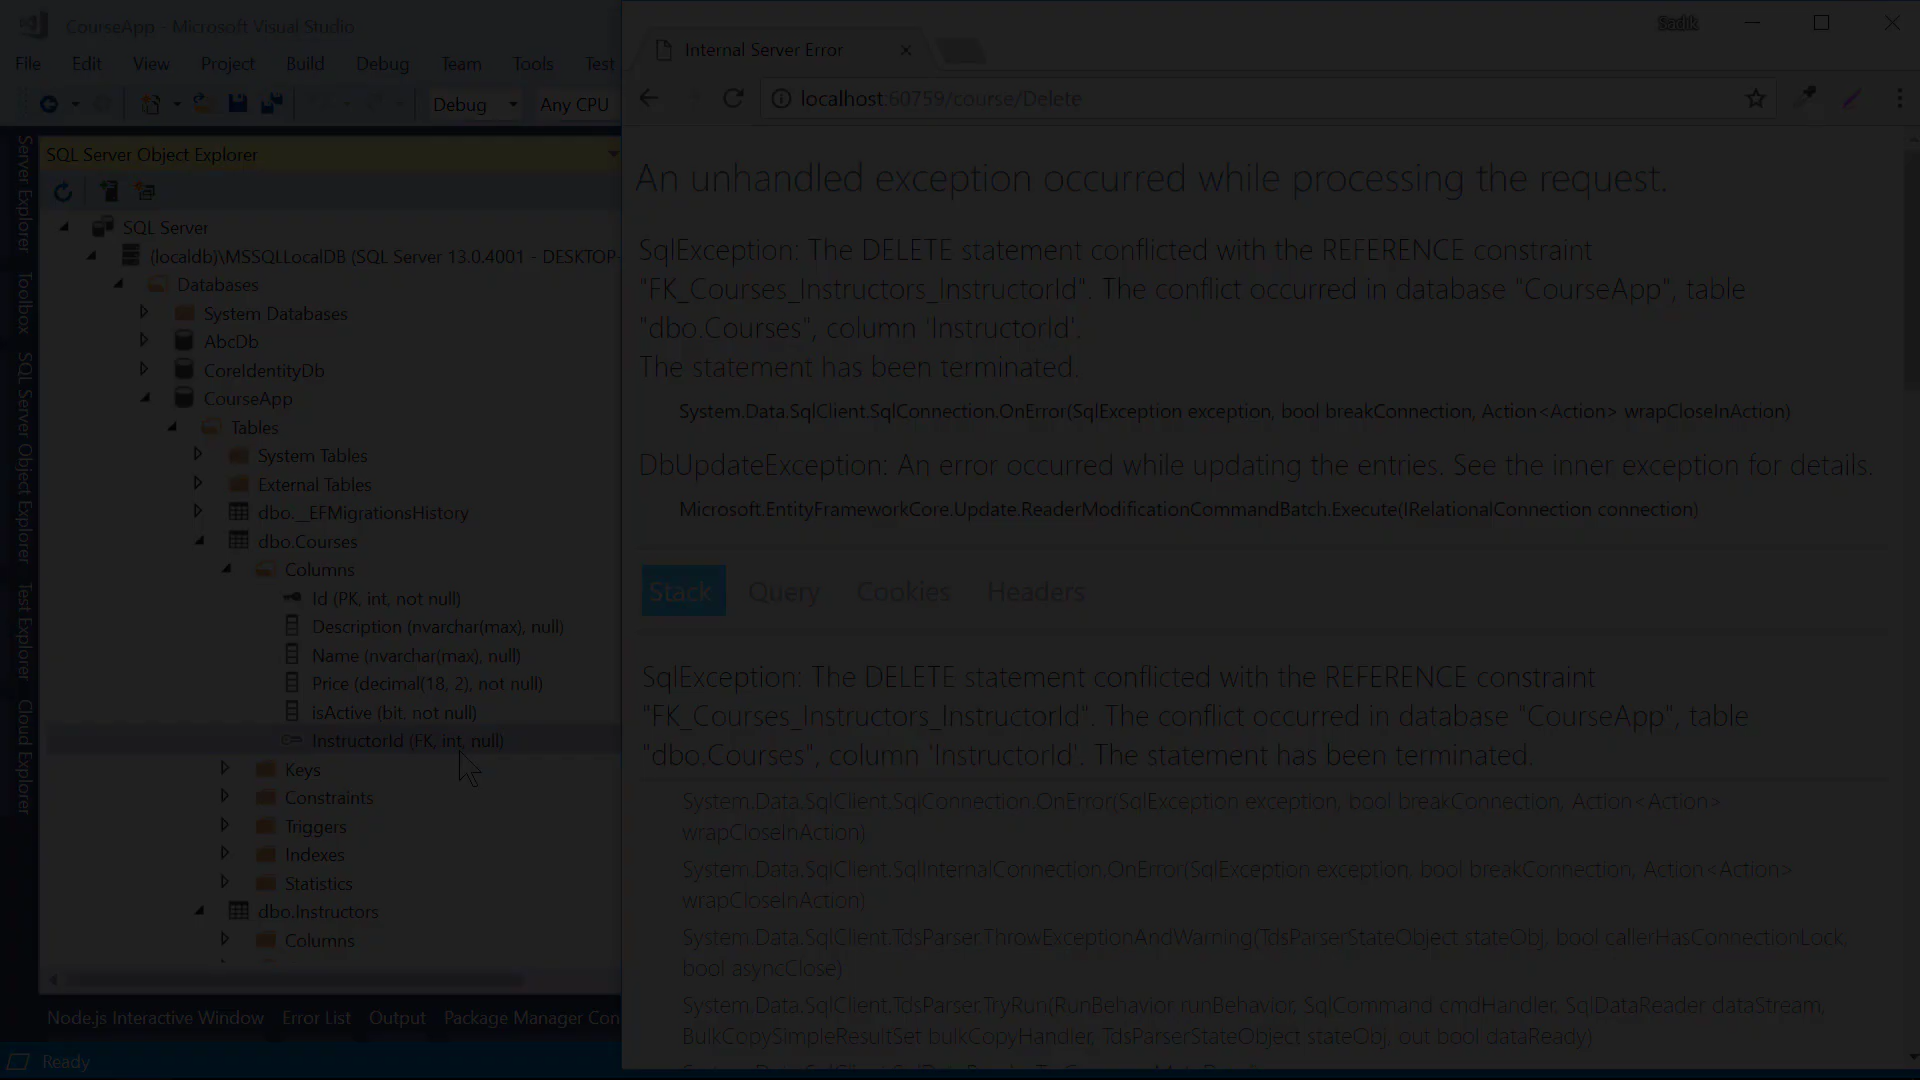 CourseApp - Microsoft Visual Studio
File Edit View Project Build Debug Team Tools Test
Debug Any CPU
Server Explorer
Toolbox
SQL Server Object Explorer
Test Explorer
Cloud Explorer
SQL Server Object Explorer
SQL Server
(localdb)\MSSQLLocalDB (SQL Server 13.0.4001 - DESKTOP-
Databases
System Databases
AbcDb
CoreIdentityDb
CourseApp
Tables
System Tables
External Tables
dbo.__EFMigrationsHistory
dbo.Courses
Columns
Id (PK, int, not null)
Description (nvarchar(max), null)
Name (nvarchar(max), null)
Price (decimal(18, 2), not null)
isActive (bit, not null)
InstructorId (FK, int, null)
Keys
Constraints
Triggers
Indexes
Statistics
dbo.Instructors
Columns
Node.js Interactive Window Error List Output Package Manager Con
Ready
Sadık
Internal Server Error
localhost:60759/course/Delete
An unhandled exception occurred while processing the request.
SqlException: The DELETE statement conflicted with the REFERENCE constraint
"FK_Courses_Instructors_InstructorId". The conflict occurred in database "CourseApp", table
"dbo.Courses", column 'InstructorId'.
The statement has been terminated.
System.Data.SqlClient.SqlConnection.OnError(SqlException exception, bool breakConnection, Action<Action> wrapCloseInAction)
DbUpdateException: An error occurred while updating the entries. See the inner exception for details.
Microsoft.EntityFrameworkCore.Update.ReaderModificationCommandBatch.Execute(IRelationalConnection connection)
Stack Query Cookies Headers
SqlException: The DELETE statement conflicted with the REFERENCE constraint
"FK_Courses_Instructors_InstructorId". The conflict occurred in database "CourseApp", table
"dbo.Courses", column 'InstructorId'. The statement has been terminated.
System.Data.SqlClient.SqlConnection.OnError(SqlException exception, bool breakConnection, Action<Action>
wrapCloseInAction)
System.Data.SqlClient.SqlInternalConnection.OnError(SqlException exception, bool breakConnection, Action<Action>
wrapCloseInAction)
System.Data.SqlClient.TdsParser.ThrowExceptionAndWarning(TdsParserStateObject stateObj, bool callerHasConnectionLock,
bool asyncClose)
System.Data.SqlClient.TdsParser.TryRun(RunBehavior runBehavior, SqlCommand cmdHandler, SqlDataReader dataStream,
BulkCopySimpleResultSet bulkCopyHandler, TdsParserStateObject stateObj, out bool dataReady)